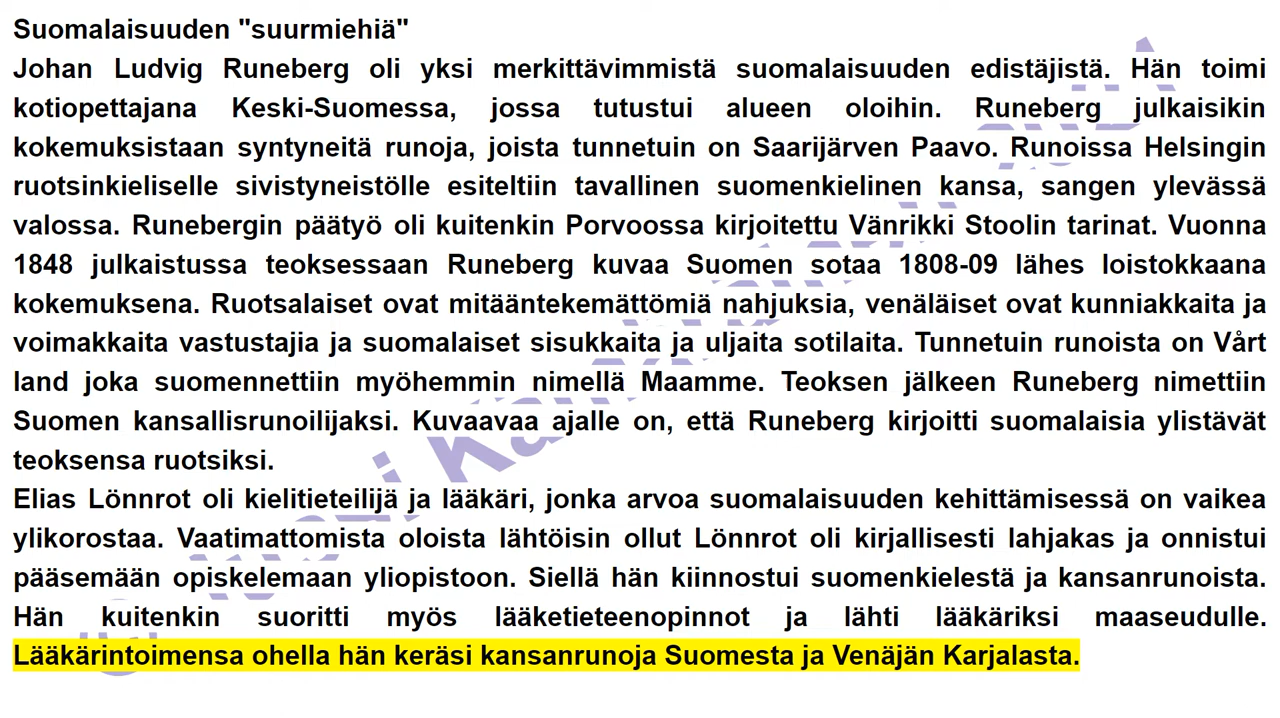 Suomalaisuuden "suurmiehiä"
Johan Ludvig Runeberg oli yksi merkittävimmistä suomalaisuuden edistäjistä. Hän toimi
kotiopettajana Keski-Suomessa, jossa tutustui alueen oloihin. Runeberg julkaisikin
kokemuksistaan syntyneitä runoja, joista tunnetuin on Saarijärven Paavo. Runoissa Helsingin
ruotsinkieliselle sivistyneistölle esiteltiin tavallinen suomenkielinen kansa, sangen ylevässä
valossa. Runebergin päätyö oli kuitenkin Porvoossa kirjoitettu Vänrikki Stoolin tarinat. Vuonna
1848 julkaistussa teoksessaan Runeberg kuvaa Suomen sotaa 1808-09 lähes loistokkaana
kokemuksena. Ruotsalaiset ovat mitääntekemättömiä nahjuksia, venäläiset ovat kunniakkaita ja
voimakkaita vastustajia ja suomalaiset sisukkaita ja uljaita sotilaita. Tunnetuin runoista on Vårt
land joka suomennettiin myöhemmin nimellä Maamme. Teoksen jälkeen Runeberg nimettiin
Suomen kansallisrunoilijaksi. Kuvaavaa ajalle on, että Runeberg kirjoitti suomalaisia ylistävät
teoksensa ruotsiksi.
Elias Lönnrot oli kielitieteilijä ja lääkäri, jonka arvoa suomalaisuuden kehittämisessä on vaikea
ylikorostaa. Vaatimattomista oloista lähtöisin ollut Lönnrot oli kirjallisesti lahjakas ja onnistui
pääsemään opiskelemaan yliopistoon. Siellä hän kiinnostui suomenkielestä ja kansanrunoista.
Hän kuitenkin suoritti myös lääketieteenopinnot ja lähti lääkäriksi maaseudulle.
Lääkärintoimensa ohella hän keräsi kansanrunoja Suomesta ja Venäjän Karjalasta.